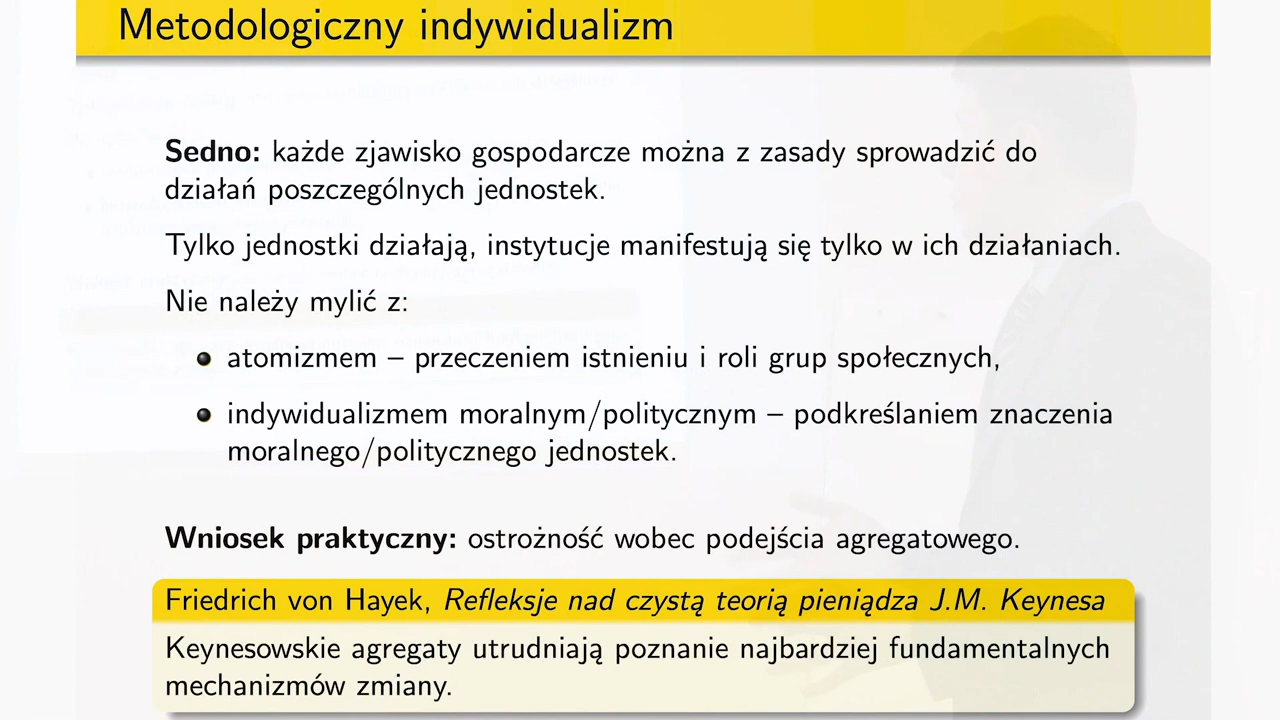 Metodologiczny indywidualizm
Sedno: każde zjawisko gospodarcze można z zasady sprowadzić do
działań poszczególnych jednostek.
Tylko jednostki działają, instytucje manifestują się tylko w ich działaniach.
Nie należy mylić z:
atomizmem – przeczeniem istnieniu i roli grup społecznych,
indywidualizmem moralnym/politycznym – podkreślaniem znaczenia
moralnego/politycznego jednostek.
Wniosek praktyczny: ostrożność wobec podejścia agregatowego.
Friedrich von Hayek, Refleksje nad czystą teorią pieniądza J.M. Keynesa
Keynesowskie agregaty utrudniają poznanie najbardziej fundamentalnych
mechanizmów zmiany.